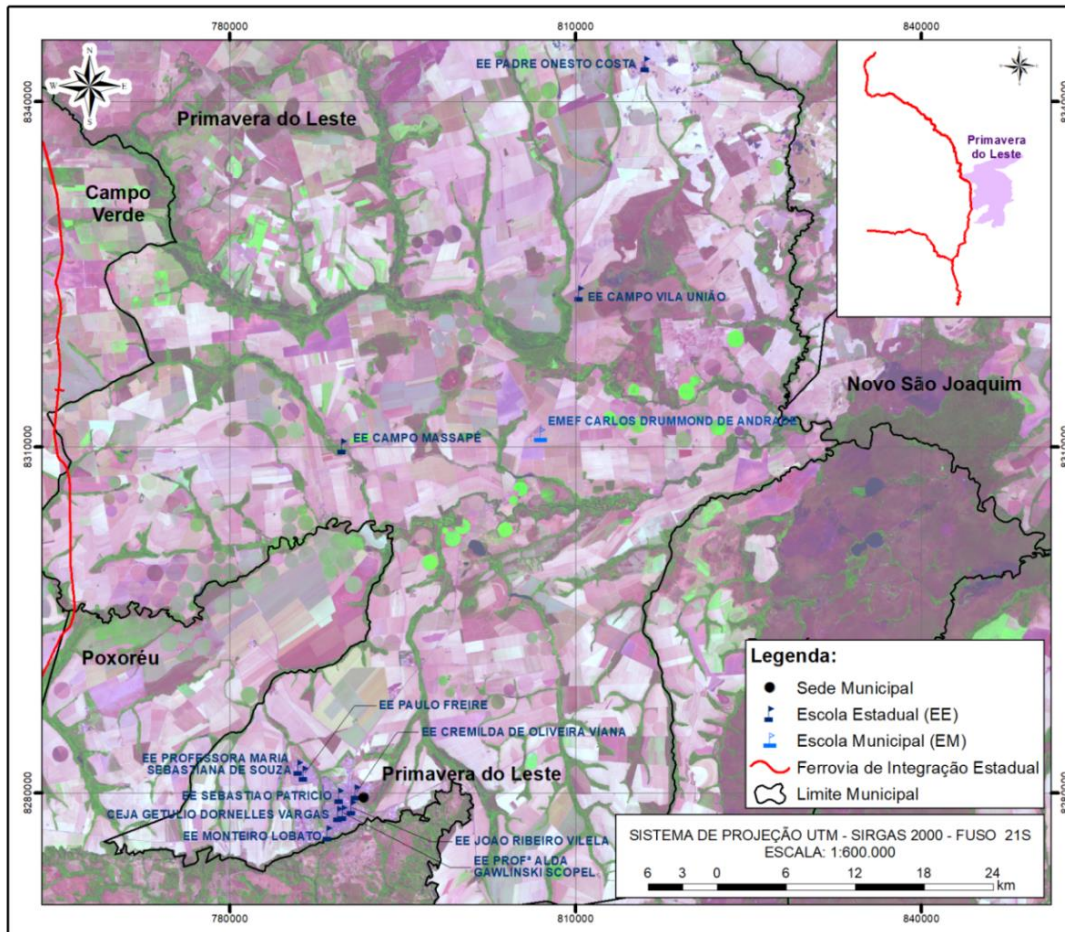 780000
810000
840000
N
W
E
S
EE PADRE ONESTO COSTA
8340000
Primavera do Leste
Primavera
do Leste
Campo
Verde
EE CAMPO VILA UNIÃO
Novo São Joaquim
EMEF CARLOS DRUMMOND DE ANDRADE
EE CAMPO MASSAPÉ
8310000
Poxoréu
EE PAULO FREIRE
EE CREMILDA DE OLIVEIRA VIANA
EE PROFESSORA MARIA
SEBASTIANA DE SOUZA
Primavera do Leste
EE SEBASTIAO PATRICIO
CEJA GETULIO DORNELLES VARGAS
EE MONTEIRO LOBATO
EE JOAO RIBEIRO VILELA
EE PROFª ALDA
GAWLINSKI SCOPEL
8280000
Legenda:
Sede Municipal
Escola Estadual (EE)
Escola Municipal (EM)
Ferrovia de Integração Estadual
Limite Municipal
SISTEMA DE PROJEÇÃO UTM - SIRGAS 2000 - FUSO 21S
ESCALA: 1:600.000
6 3 0 6 12 18 24
km
780000
810000
840000